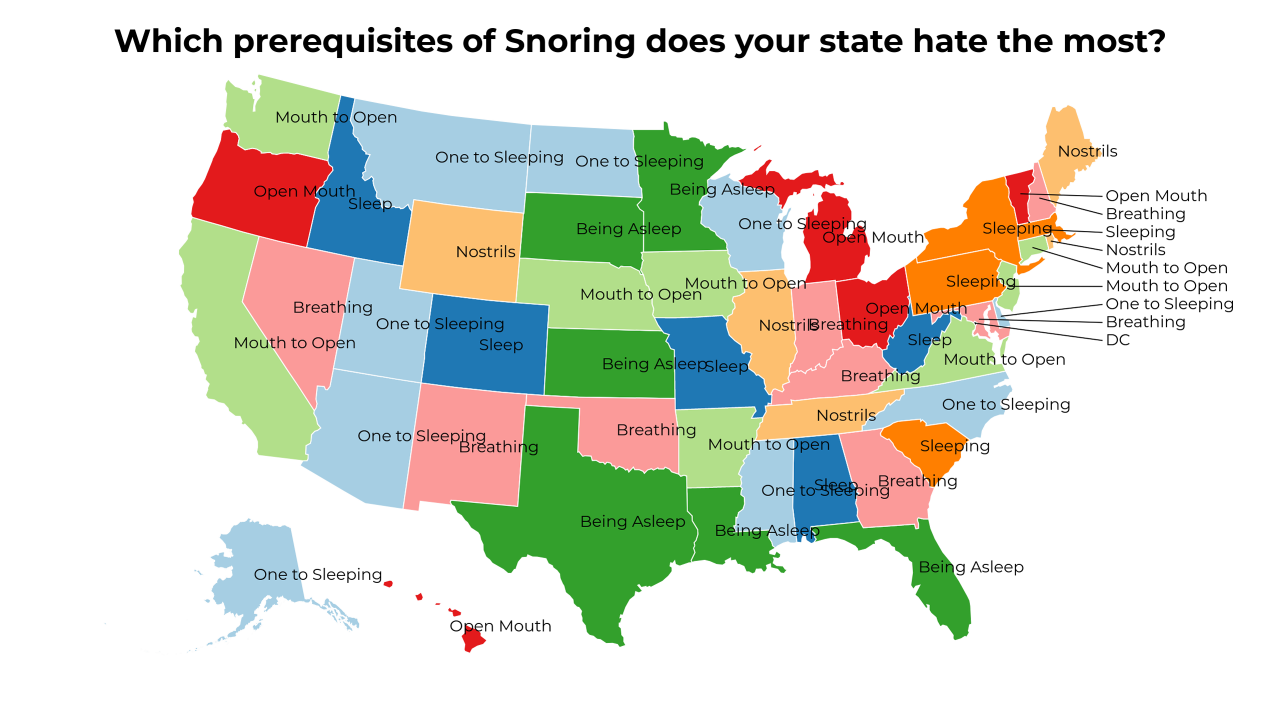 Which prerequisites of Snoring does your state hate the most?
Mouth to Open
Nostrils
One to Sleeping
One to Sleeping
Being Asleep
Open Mouth
Sleep
Open Mouth
Breathing
One to Sleeping
Being Asleep
Sleeping
Sleeping
Open Mouth
Nostrils
Nostrils
Mouth to Open
Sleeping
Mouth to Open
Mouth to Open
Mouth to Open
One to Sleeping
Breathing
Open Mouth
Breathing
One to Sleeping
Nostrils
Breathing
Breathing
DC
Sleep
Mouth to Open
Sleep
Mouth to Open
Being Asleep
Sleep
Breathing
One to Sleeping
Nostrils
Breathing
One to Sleeping
Breathing
Mouth to Open
Sleeping
Breathing
Sleep
One to Sleeping
Being Asleep
Being Asleep
Being Asleep
One to Sleeping
Open Mouth